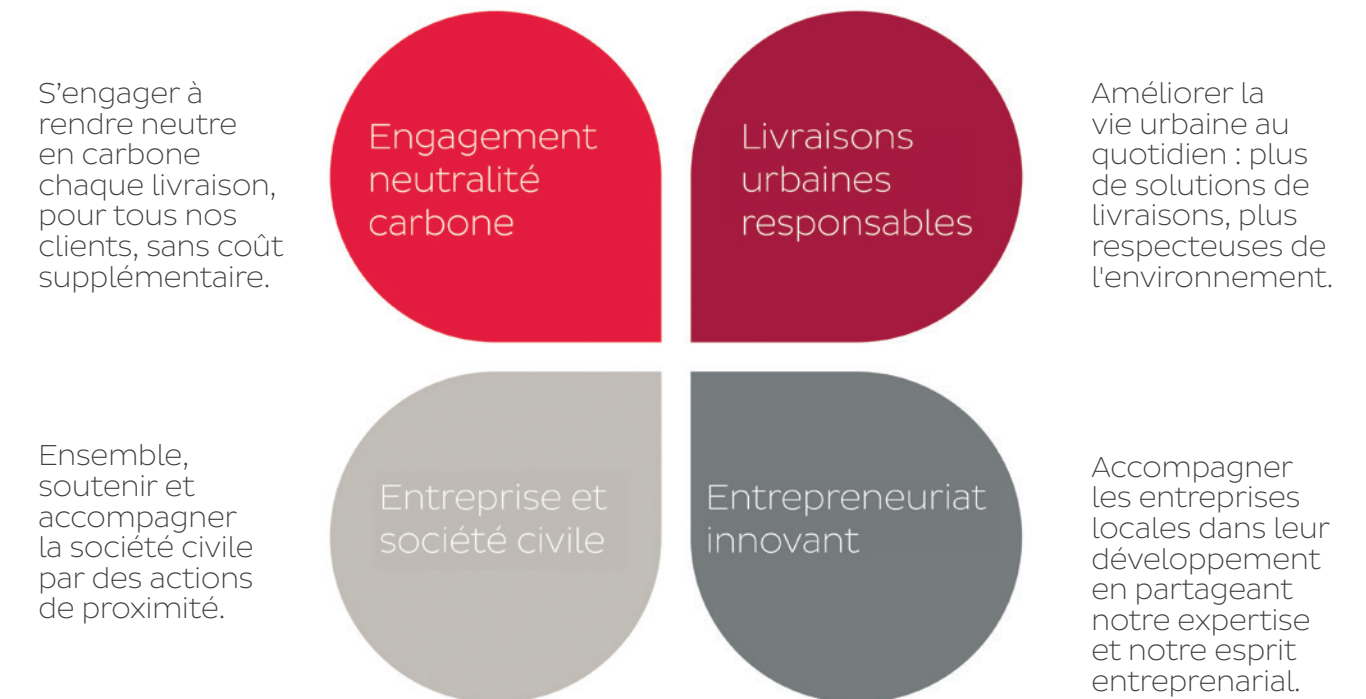 S'engager à
rendre neutre
en carbone
chaque livraison,
pour tous nos
clients, sans coût
supplémentaire.
Engagement
neutralité
carbone
Livraisons
urbaines
responsables
Améliorer la
vie urbaine au
quotidien : plus
de solutions de
livraisons, plus
respecteuses de
l'environnement.
Ensemble,
soutenir et
accompagner
la société civile
par des actions
de proximité.
Entreprise et
société civile
Entrepreneuriat
innovant
Accompagner
les entreprises
locales dans leur
développement
en partageant
notre expertise
et notre esprit
entreprenarial.